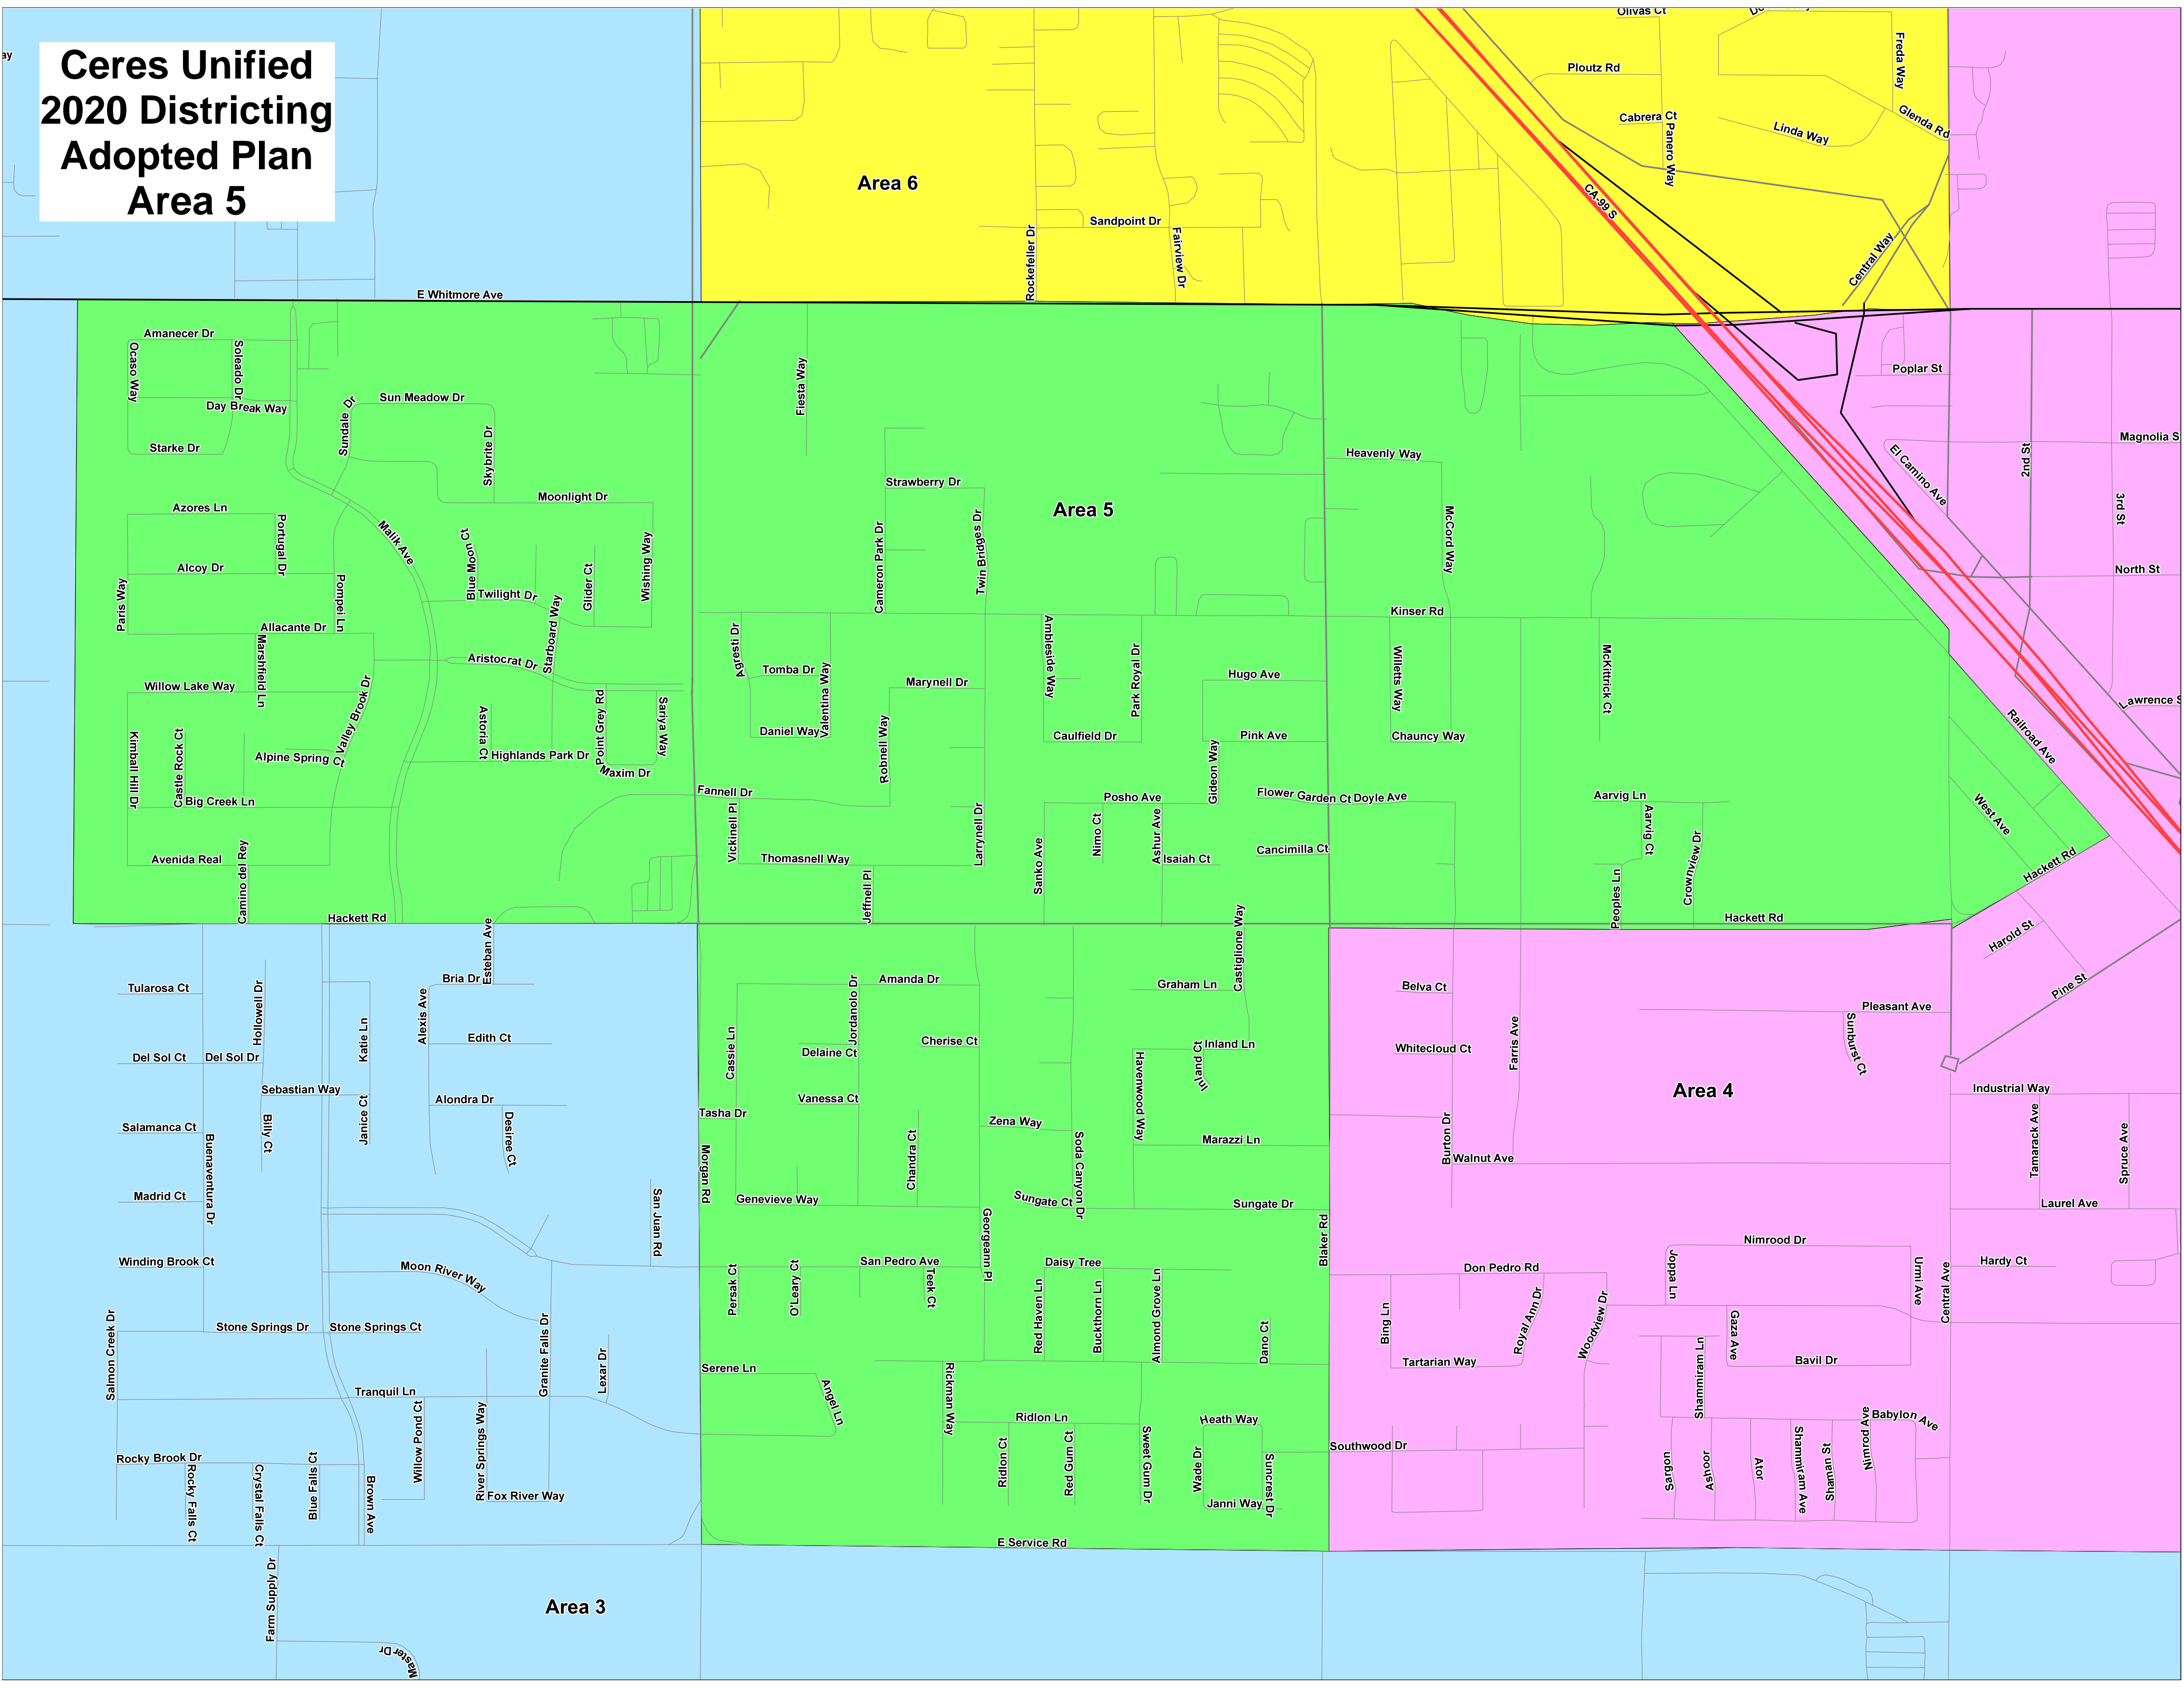 Ceres Unified
2020 Districting
Adopted Plan
Area 5
ay
Olivas Ct
Freda Way
Ploutz Rd
Cabrera Ct
Panero Way
Linda Way
Glenda Rd
Area 6
CA-99 S
Sandpoint Dr
Rockefeller Dr
Fairview Dr
Central Way
E Whitmore Ave
Amanecer Dr
Ocaso Way
Soleado Dr
Day Break Way
Starke Dr
Sundale Dr
Sun Meadow Dr
Skybrite Dr
Moonlight Dr
Fiesta Way
Poplar St
Magnolia S
El Camino Ave
2nd St
3rd St
North St
Lawrence S
Railroad Ave
Heavenly Way
McCord Way
Strawberry Dr
Cameron Park Dr
Twin Bridges Dr
Area 5
Azores Ln
Portugal Dr
Malik Ave
Blue Moon Ct
Alcoy Dr
Paris Way
Pompei Ln
Twilight Dr
Glider Ct
Wishing Way
Starboard Way
Allacante Dr
Marshfield Ln
Aristocrat Dr
Willow Lake Way
Valley Brook Dr
Kimball Hill Dr
Castle Rock Ct
Alpine Spring Ct
Astoria Ct
Highlands Park Dr
Point Grey Rd
Sariya Way
Maxim Dr
Big Creek Ln
Avenida Real
Camino del Rey
Kinser Rd
Agresti Dr
Tomba Dr
Valentina Way
Daniel Way
Marynell Dr
Robnell Way
Ambleside Way
Park Royal Dr
Caulfield Dr
Hugo Ave
Pink Ave
Gideon Way
Willetts Way
Chauncy Way
McKittrick Ct
Fannell Dr
Vickinell Pl
Thomasnell Way
Jeffnell Pl
Larrynell Dr
Posho Ave
Nimo Ct
Sanko Ave
Ashur Ave
Isaiah Ct
Flower Garden Ct
Doyle Ave
Cancimilla Ct
Aarvig Ln
Aarvig Ct
Crownview Dr
Peoples Ln
West Ave
Hackett Rd
Hackett Rd
Hackett Rd
Harold St
Pine St
Esteban Ave
Bria Dr
Tularosa Ct
Hollowell Dr
Alexis Ave
Katie Ln
Edith Ct
Del Sol Ct
Del Sol Dr
Sebastian Way
Billy Ct
Janice Ct
Alondra Dr
Desiree Ct
Salamanca Ct
Buenaventura Dr
Madrid Ct
San Juan Rd
Winding Brook Ct
Moon River Way
Salmon Creek Dr
Stone Springs Dr
Stone Springs Ct
Granite Falls Dr
Lexar Dr
Tranquil Ln
Willow Pond Ct
River Springs Way
Fox River Way
Rocky Brook Dr
Rocky Falls Ct
Crystal Falls Ct
Blue Falls Ct
Brown Ave
Farm Supply Dr
Master Dr
Area 3
Castiglione Way
Amanda Dr
Jordanolo Dr
Graham Ln
Cassie Ln
Delaine Ct
Cherise Ct
Inland Ln
Inland Ct
Havenwood Way
Tasha Dr
Vanessa Ct
Chandra Ct
Zena Way
Soda Canyon Dr
Marazzi Ln
Morgan Rd
Genevieve Way
Sungate Ct
Sungate Dr
Georgeann Pl
Blaker Rd
San Pedro Ave
Persak Ct
O'Leary Ct
Teek Ct
Daisy Tree
Red Haven Ln
Buckthorn Ln
Almond Grove Ln
Dano Ct
Serene Ln
Angel Ln
Rickman Way
Ridlon Ln
Ridlon Ct
Red Gum Ct
Sweet Gum Dr
Heath Way
Wade Dr
Janni Way
Suncrest Dr
E Service Rd
Belva Ct
Whitecloud Ct
Farris Ave
Burton Dr
Walnut Ave
Area 4
Pleasant Ave
Sunburst Ct
Industrial Way
Tamarack Ave
Spruce Ave
Laurel Ave
Hardy Ct
Central Ave
Urmi Ave
Nimrood Dr
Joppa Ln
Don Pedro Rd
Bing Ln
Royal Ann Dr
Woodview Dr
Tartarian Way
Gaza Ave
Bavil Dr
Shammiram Ln
Southwood Dr
Babylon Ave
Sargon
Ashoor
Ator
Shammiram Ave
Shaman St
Nimrod Ave